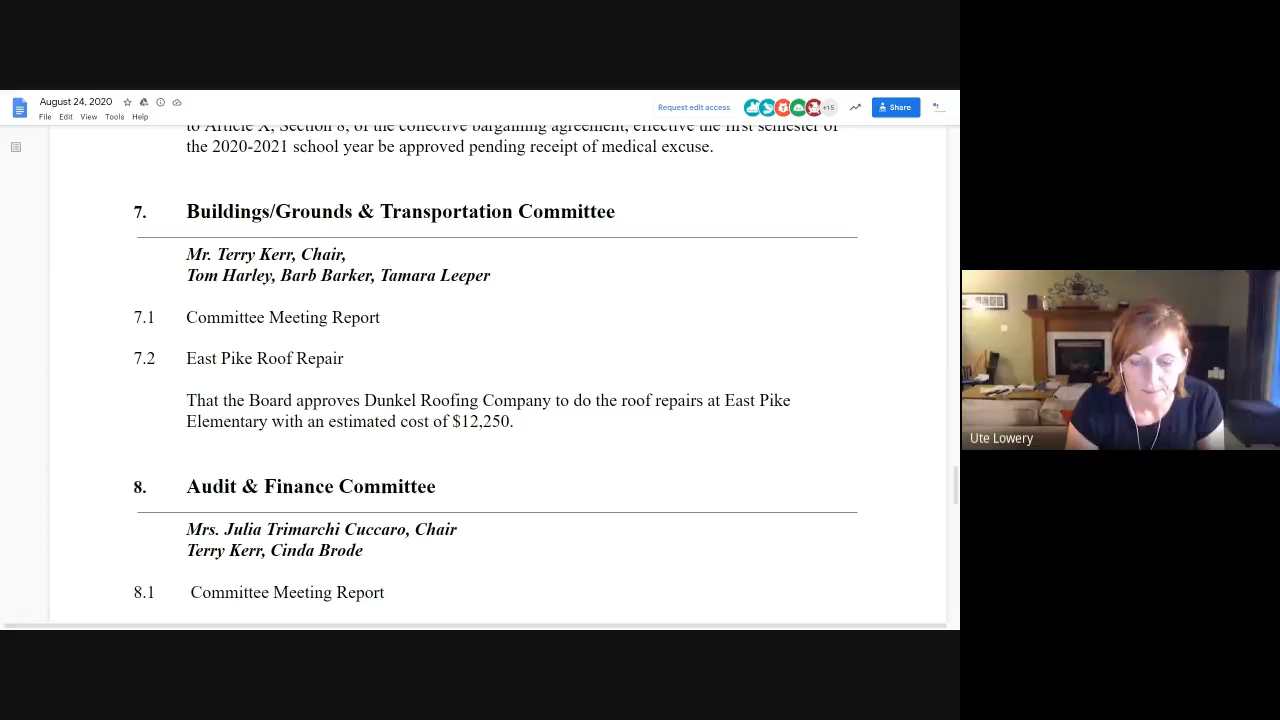 August 24, 2020
File Edit View Tools Help
Request edit access
+15
Share
to Article X, Section 8, of the collective bargaining agreement, effective the first semester of
the 2020-2021 school year be approved pending receipt of medical excuse.
7. Buildings/Grounds & Transportation Committee
Mr. Terry Kerr, Chair,
Tom Harley, Barb Barker, Tamara Leeper
7.1 Committee Meeting Report
7.2 East Pike Roof Repair
That the Board approves Dunkel Roofing Company to do the roof repairs at East Pike
Elementary with an estimated cost of $12,250.
8. Audit & Finance Committee
Mrs. Julia Trimarchi Cuccaro, Chair
Terry Kerr, Cinda Brode
8.1 Committee Meeting Report
Ute Lowery